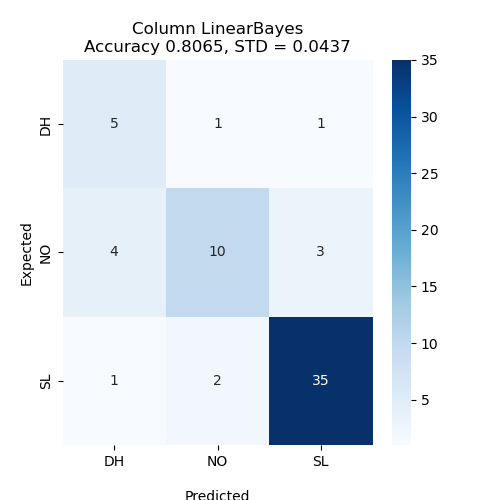 Column LinearBayes
Accuracy 0.8065, STD = 0.0437
DH
5
1
1
NO
4
10
3
SL
1
2
35
Expected
DH
NO
SL
Predicted
35
30
25
20
15
10
5